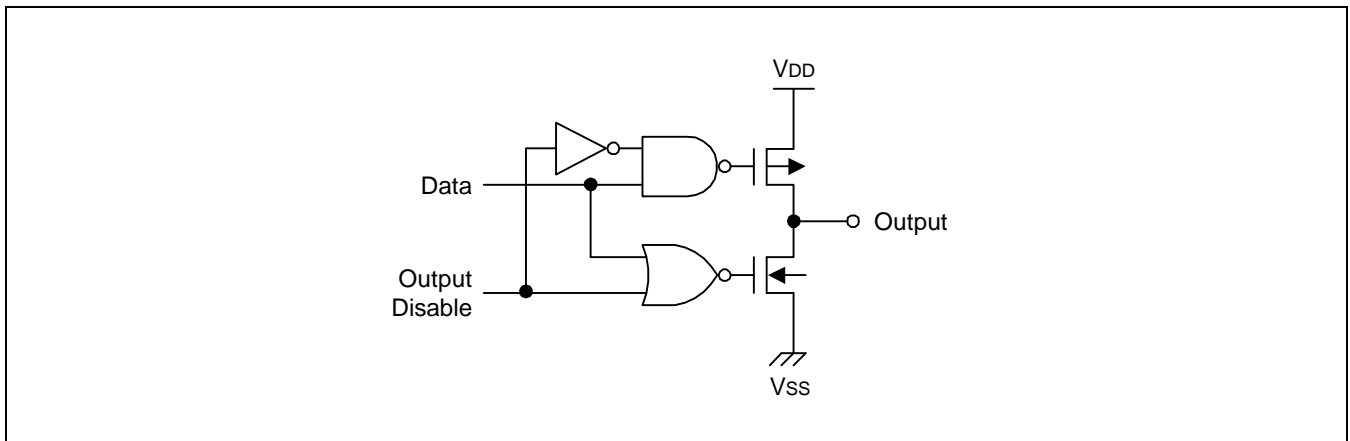 VDD
Data
Output
Output
Disable
VSS